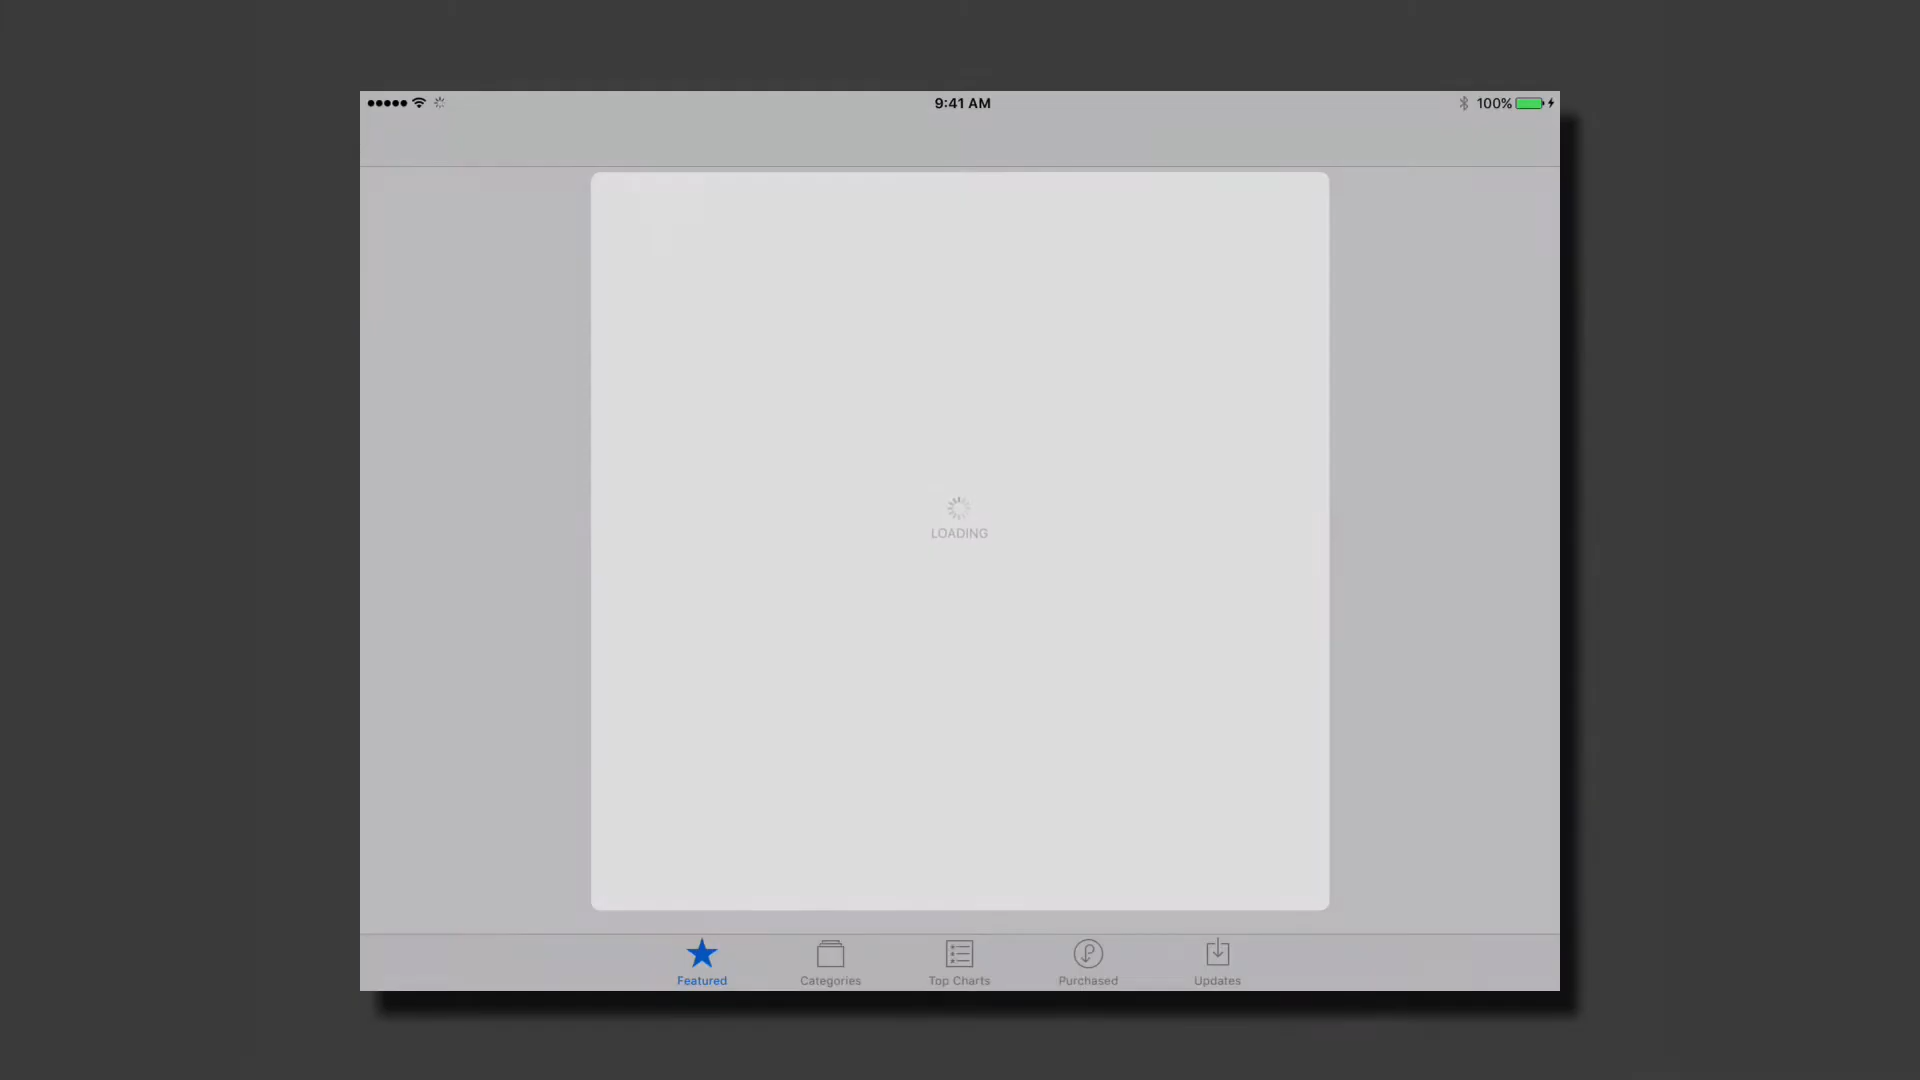 9:41 AM
100%
LOADING
Featured
Categories
Top Charts
Purchased
Updates